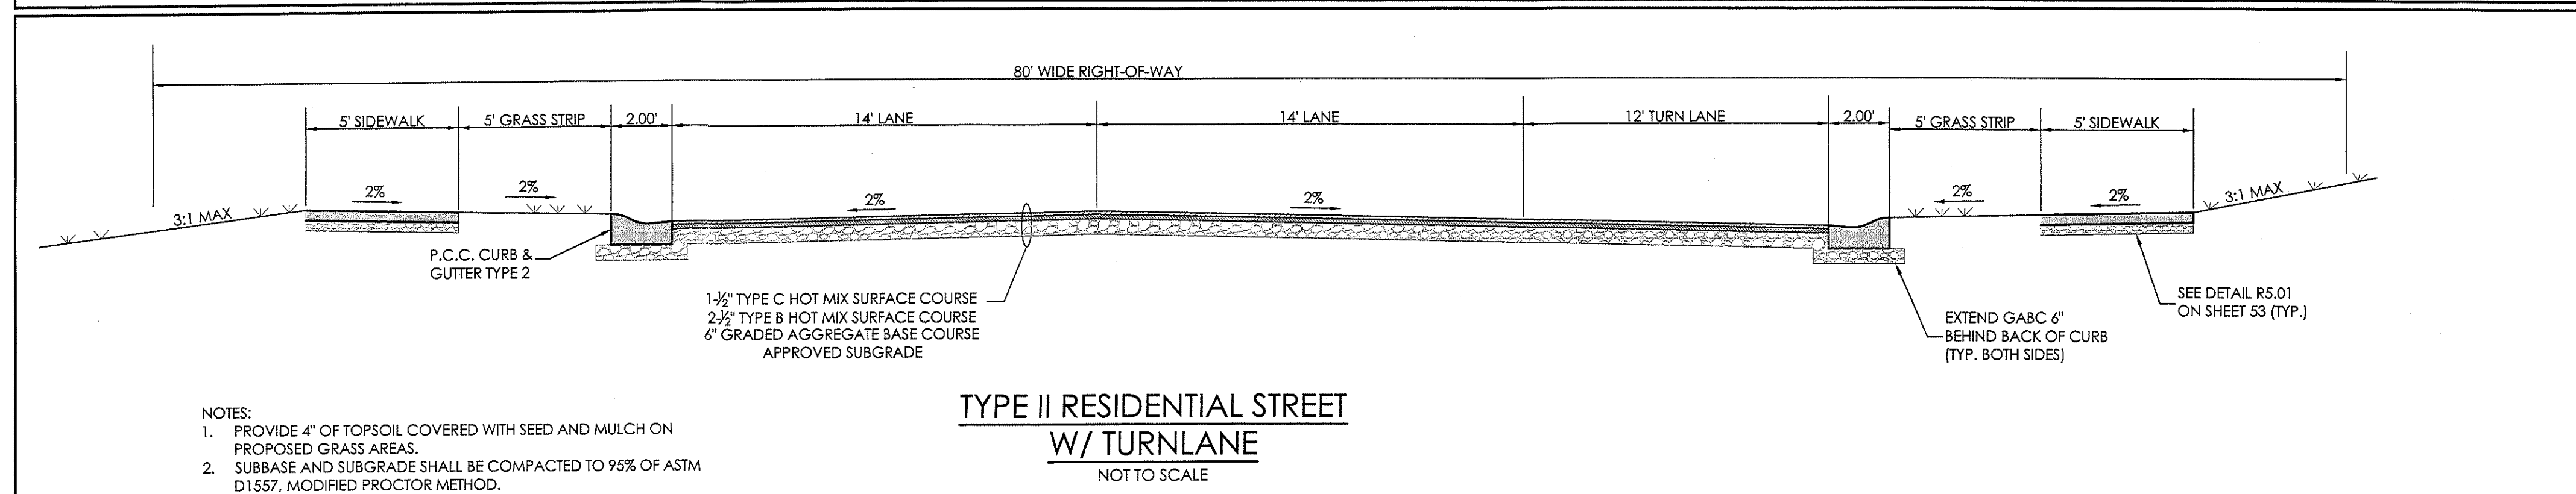 80' WIDE RIGHT-OF-WAY
5' SIDEWALK
5' GRASS STRIP
2.00'
14' LANE
14' LANE
12' TURN LANE
2.00'
5' GRASS STRIP
5' SIDEWALK
3:1 MAX
2%
2%
2%
2%
2%
2%
3:1 MAX
P.C.C. CURB &
GUTTER TYPE 2
1-½" TYPE C HOT MIX SURFACE COURSE
2-½" TYPE B HOT MIX SURFACE COURSE
6" GRADED AGGREGATE BASE COURSE
APPROVED SUBGRADE
EXTEND GABC 6"
BEHIND BACK OF CURB
(TYP. BOTH SIDES)
SEE DETAIL R5.01
ON SHEET 53 (TYP.)
TYPE II RESIDENTIAL STREET
W/ TURNLANE
NOT TO SCALE
NOTES:
1. PROVIDE 4" OF TOPSOIL COVERED WITH SEED AND MULCH ON
PROPOSED GRASS AREAS.
2. SUBBASE AND SUBGRADE SHALL BE COMPACTED TO 95% OF ASTM
D1557, MODIFIED PROCTOR METHOD.